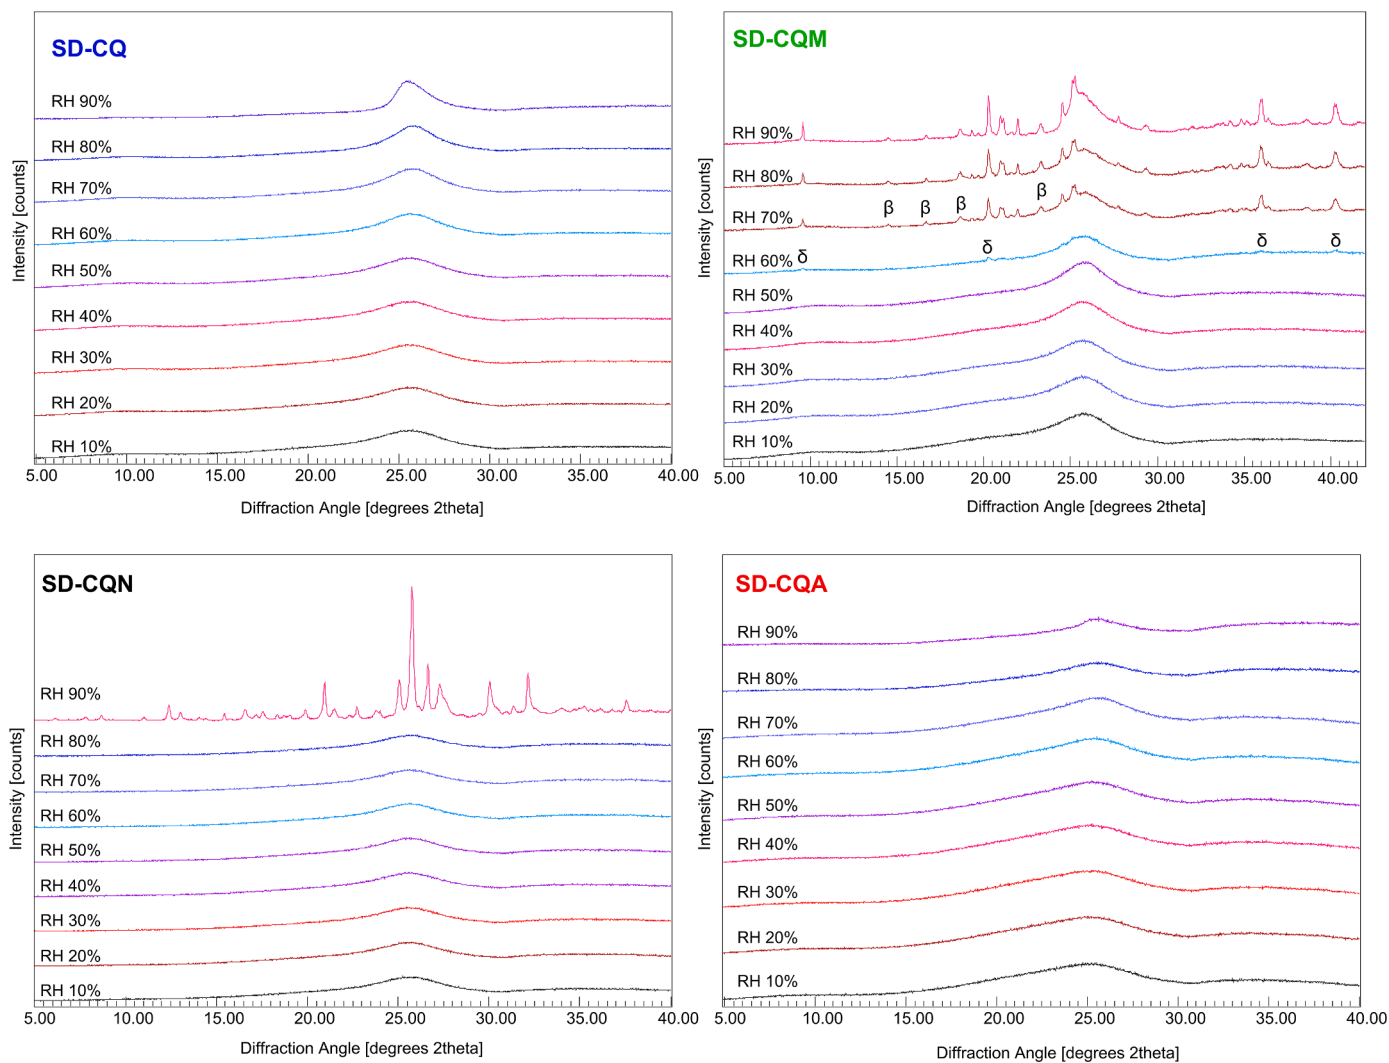 SD-CQ
RH 90%
RH 80%
RH 70%
RH 60%
RH 50%
RH 40%
RH 30%
RH 20%
RH 10%
Intensity [counts]
5.00 10.00 15.00 20.00 25.00 30.00 35.00 40.00
Diffraction Angle [degrees 2theta]
SD-CQM
RH 90%
RH 80%
RH 70%
β β β β
RH 60%
δ δ δ δ
RH 50%
RH 40%
RH 30%
RH 20%
RH 10%
Intensity [counts]
5.00 10.00 15.00 20.00 25.00 30.00 35.00 40.00
Diffraction Angle [degrees 2theta]
SD-CQN
RH 90%
RH 80%
RH 70%
RH 60%
RH 50%
RH 40%
RH 30%
RH 20%
RH 10%
Intensity [counts]
5.00 10.00 15.00 20.00 25.00 30.00 35.00 40.00
Diffraction Angle [degrees 2theta]
SD-CQA
RH 90%
RH 80%
RH 70%
RH 60%
RH 50%
RH 40%
RH 30%
RH 20%
RH 10%
Intensity [counts]
5.00 10.00 15.00 20.00 25.00 30.00 35.00 40.00
Diffraction Angle [degrees 2theta]